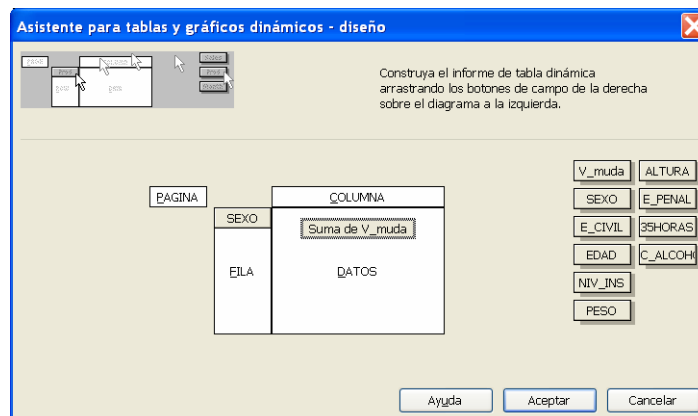 Asistente para tablas y gráficos dinámicos - diseño
Construya el informe de tabla dinámica
arrastrando los botones de campo de la derecha
sobre el diagrama a la izquierda.
PAGINA
COLUMNA
SEXO
Suma de V_muda
FILA
DATOS
V_muda
ALTURA
SEXO
E_PENAL
E_CIVIL
35HORAS
EDAD
C_ALCOH
NIV_INS
PESO
Ayuda
Aceptar
Cancelar